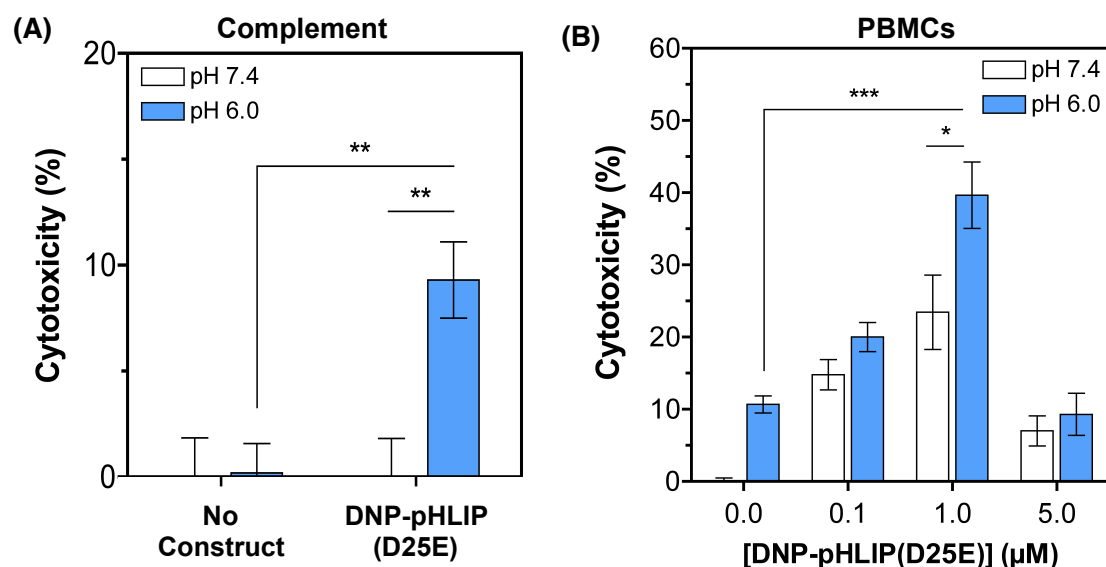 (A)
Complement
20
10
0
Cytotoxicity (%)
pH 7.4
pH 6.0
**
**
No
Construct
DNP-pHLIP
(D25E)
(B)
PBMCs
60
50
40
30
20
10
0
Cytotoxicity (%)
pH 7.4
pH 6.0
***
*
0.0 0.1 1.0 5.0
[DNP-pHLIP(D25E)] (µM)